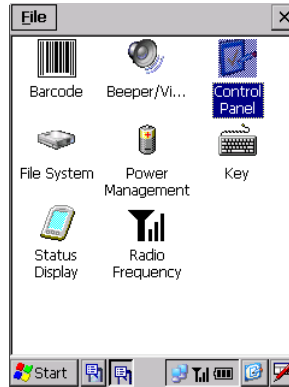 File
Barcode
Beeper/Vi...
Control
Panel
File System
Power
Management
Key
Status
Display
Radio
Frequency
Start